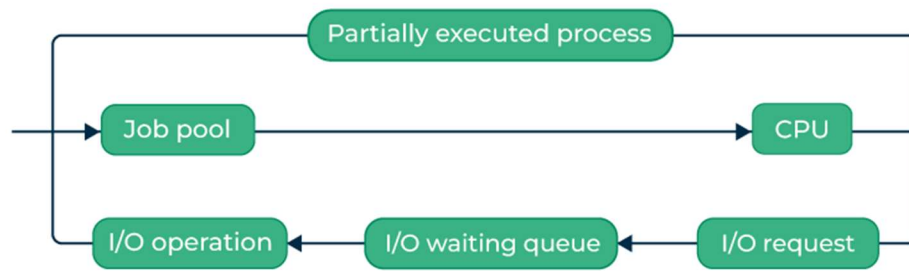 Partially executed process
Job pool
CPU
I/O operation
I/O waiting queue
I/O request